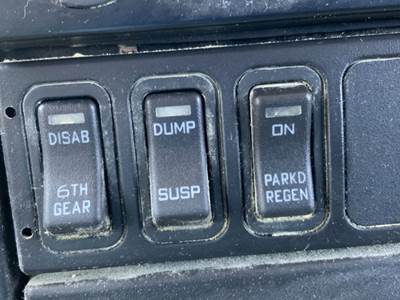 DISAB
6TH
GEAR
DUMP
SUSP
ON
PARKD
REGEN